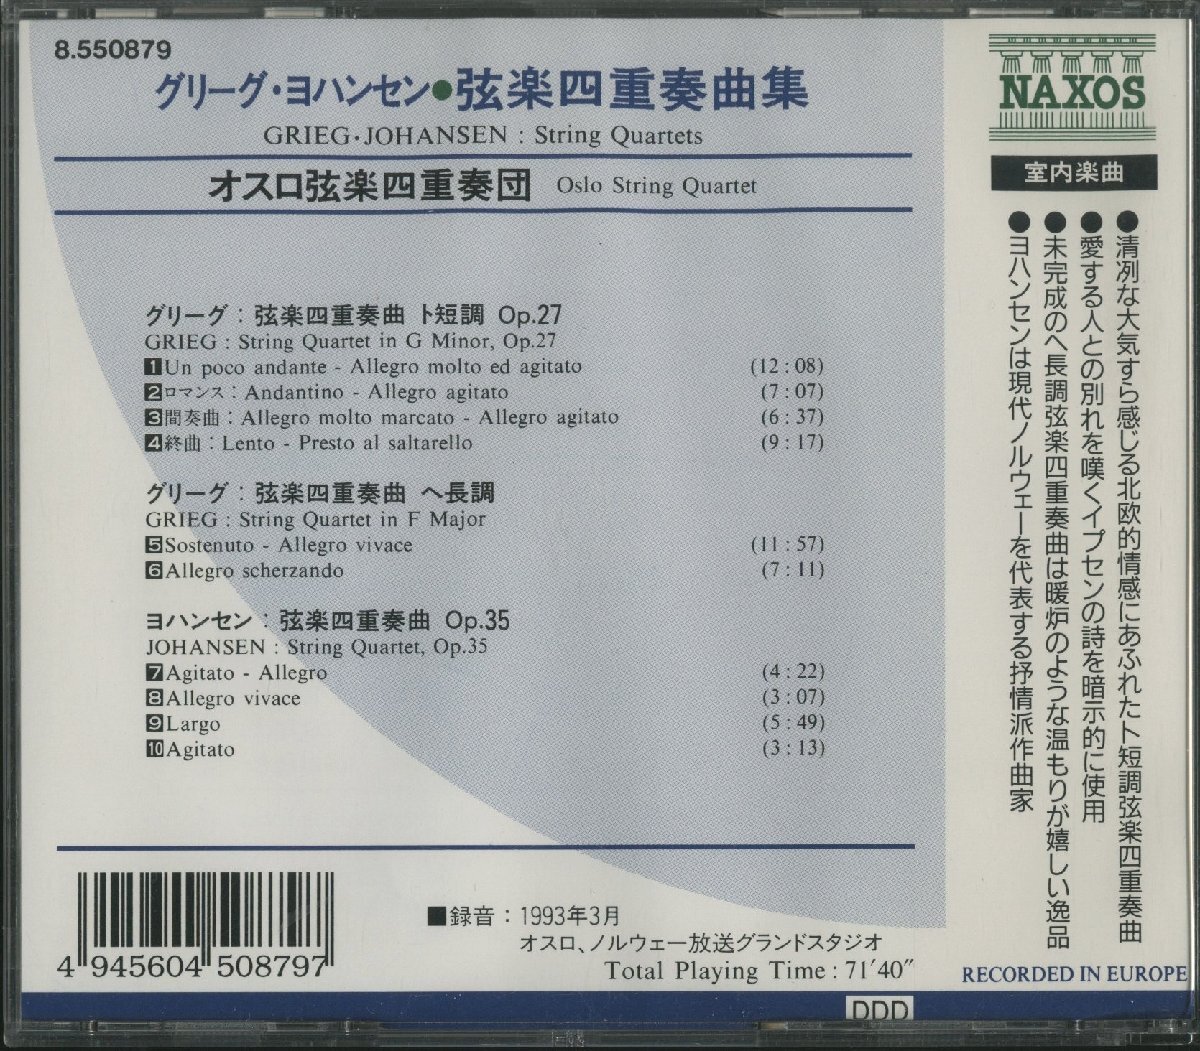 8.550879
グリーグ・ヨハンセン●弦楽四重奏曲集
GRIEG・JOHANSEN : String Quartets
オスロ弦楽四重奏団 Oslo String Quartet
グリーグ : 弦楽四重奏曲 ト短調 Op.27
GRIEG : String Quartet in G Minor, Op.27
1 Un poco andante - Allegro molto ed agitato (12 : 08)
2 ロマンス : Andantino - Allegro agitato (7 : 07)
3 間奏曲 : Allegro molto marcato - Allegro agitato (6 : 37)
4 終曲 : Lento - Presto al saltarello (9 : 17)
グリーグ : 弦楽四重奏曲 ヘ長調
GRIEG : String Quartet in F Major
5 Sostenuto - Allegro vivace (11 : 57)
6 Allegro scherzando (7 : 11)
ヨハンセン : 弦楽四重奏曲 Op.35
JOHANSEN : String Quartet, Op.35
7 Agitato - Allegro (4 : 22)
8 Allegro vivace (3 : 07)
9 Largo (5 : 49)
10 Agitato (3 : 13)
4 945604 508797
■録音 : 1993年3月
オスロ、ノルウェー放送グランドスタジオ
Total Playing Time : 71′40″
DDD
NAXOS
室内楽曲
●清冽な大気すら感じる北欧的情感にあふれたト短調弦楽四重奏曲
●愛する人との別れを嘆くイプセンの詩を暗示的に使用
●未完成のヘ長調弦楽四重奏曲は暖炉のような温もりが嬉しい逸品
●ヨハンセンは現代ノルウェーを代表する抒情派作曲家
RECORDED IN EUROPE